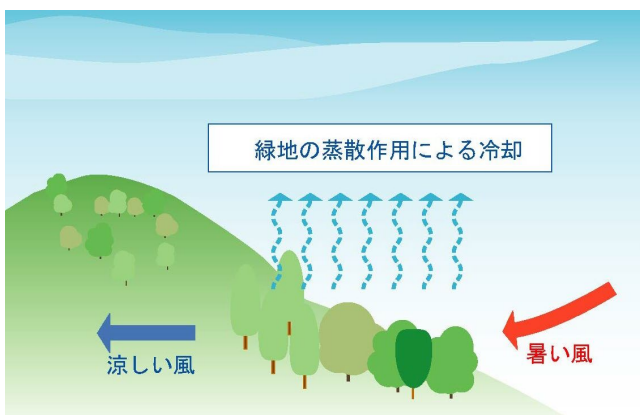 緑地の蒸散作用による冷却
暑い風
涼しい風